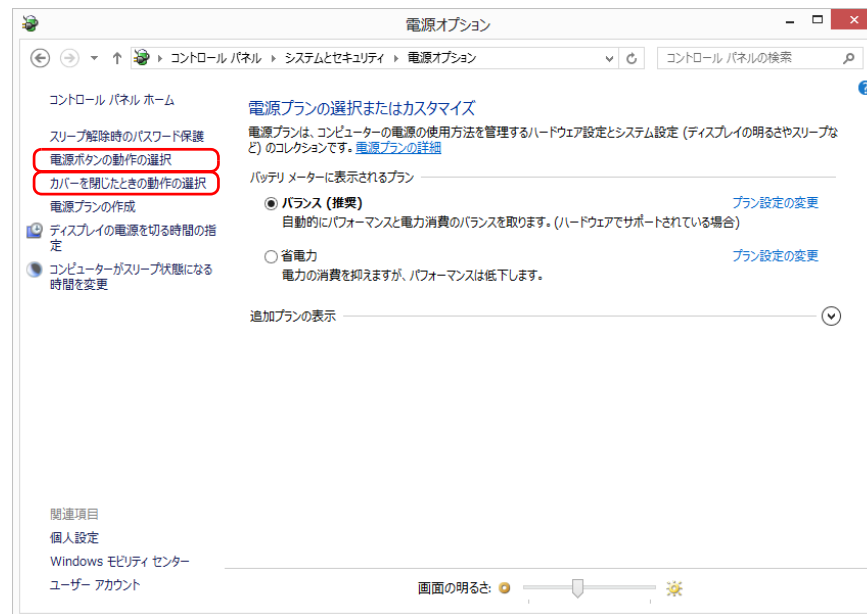 電源オプション
コントロール パネル ▸ システムとセキュリティ ▸ 電源オプション
コントロール パネルの検索
コントロール パネル ホーム
スリープ解除時のパスワード保護
電源ボタンの動作の選択
カバーを閉じたときの動作の選択
電源プランの作成
ディスプレイの電源を切る時間の指
定
コンピューターがスリープ状態になる
時間を変更
電源プランの選択またはカスタマイズ
電源プランは、コンピューターの電源の使用方法を管理するハードウェア設定とシステム設定 (ディスプレイの明るさやスリープな
ど) のコレクションです。電源プランの詳細
バッテリ メーターに表示されるプラン
バランス (推奨)
プラン設定の変更
自動的にパフォーマンスと電力消費のバランスを取ります。(ハードウェアでサポートされている場合)
省電力
プラン設定の変更
電力の消費を抑えますが、パフォーマンスは低下します。
追加プランの表示
関連項目
個人設定
Windows モビリティ センター
ユーザー アカウント
画面の明るさ: